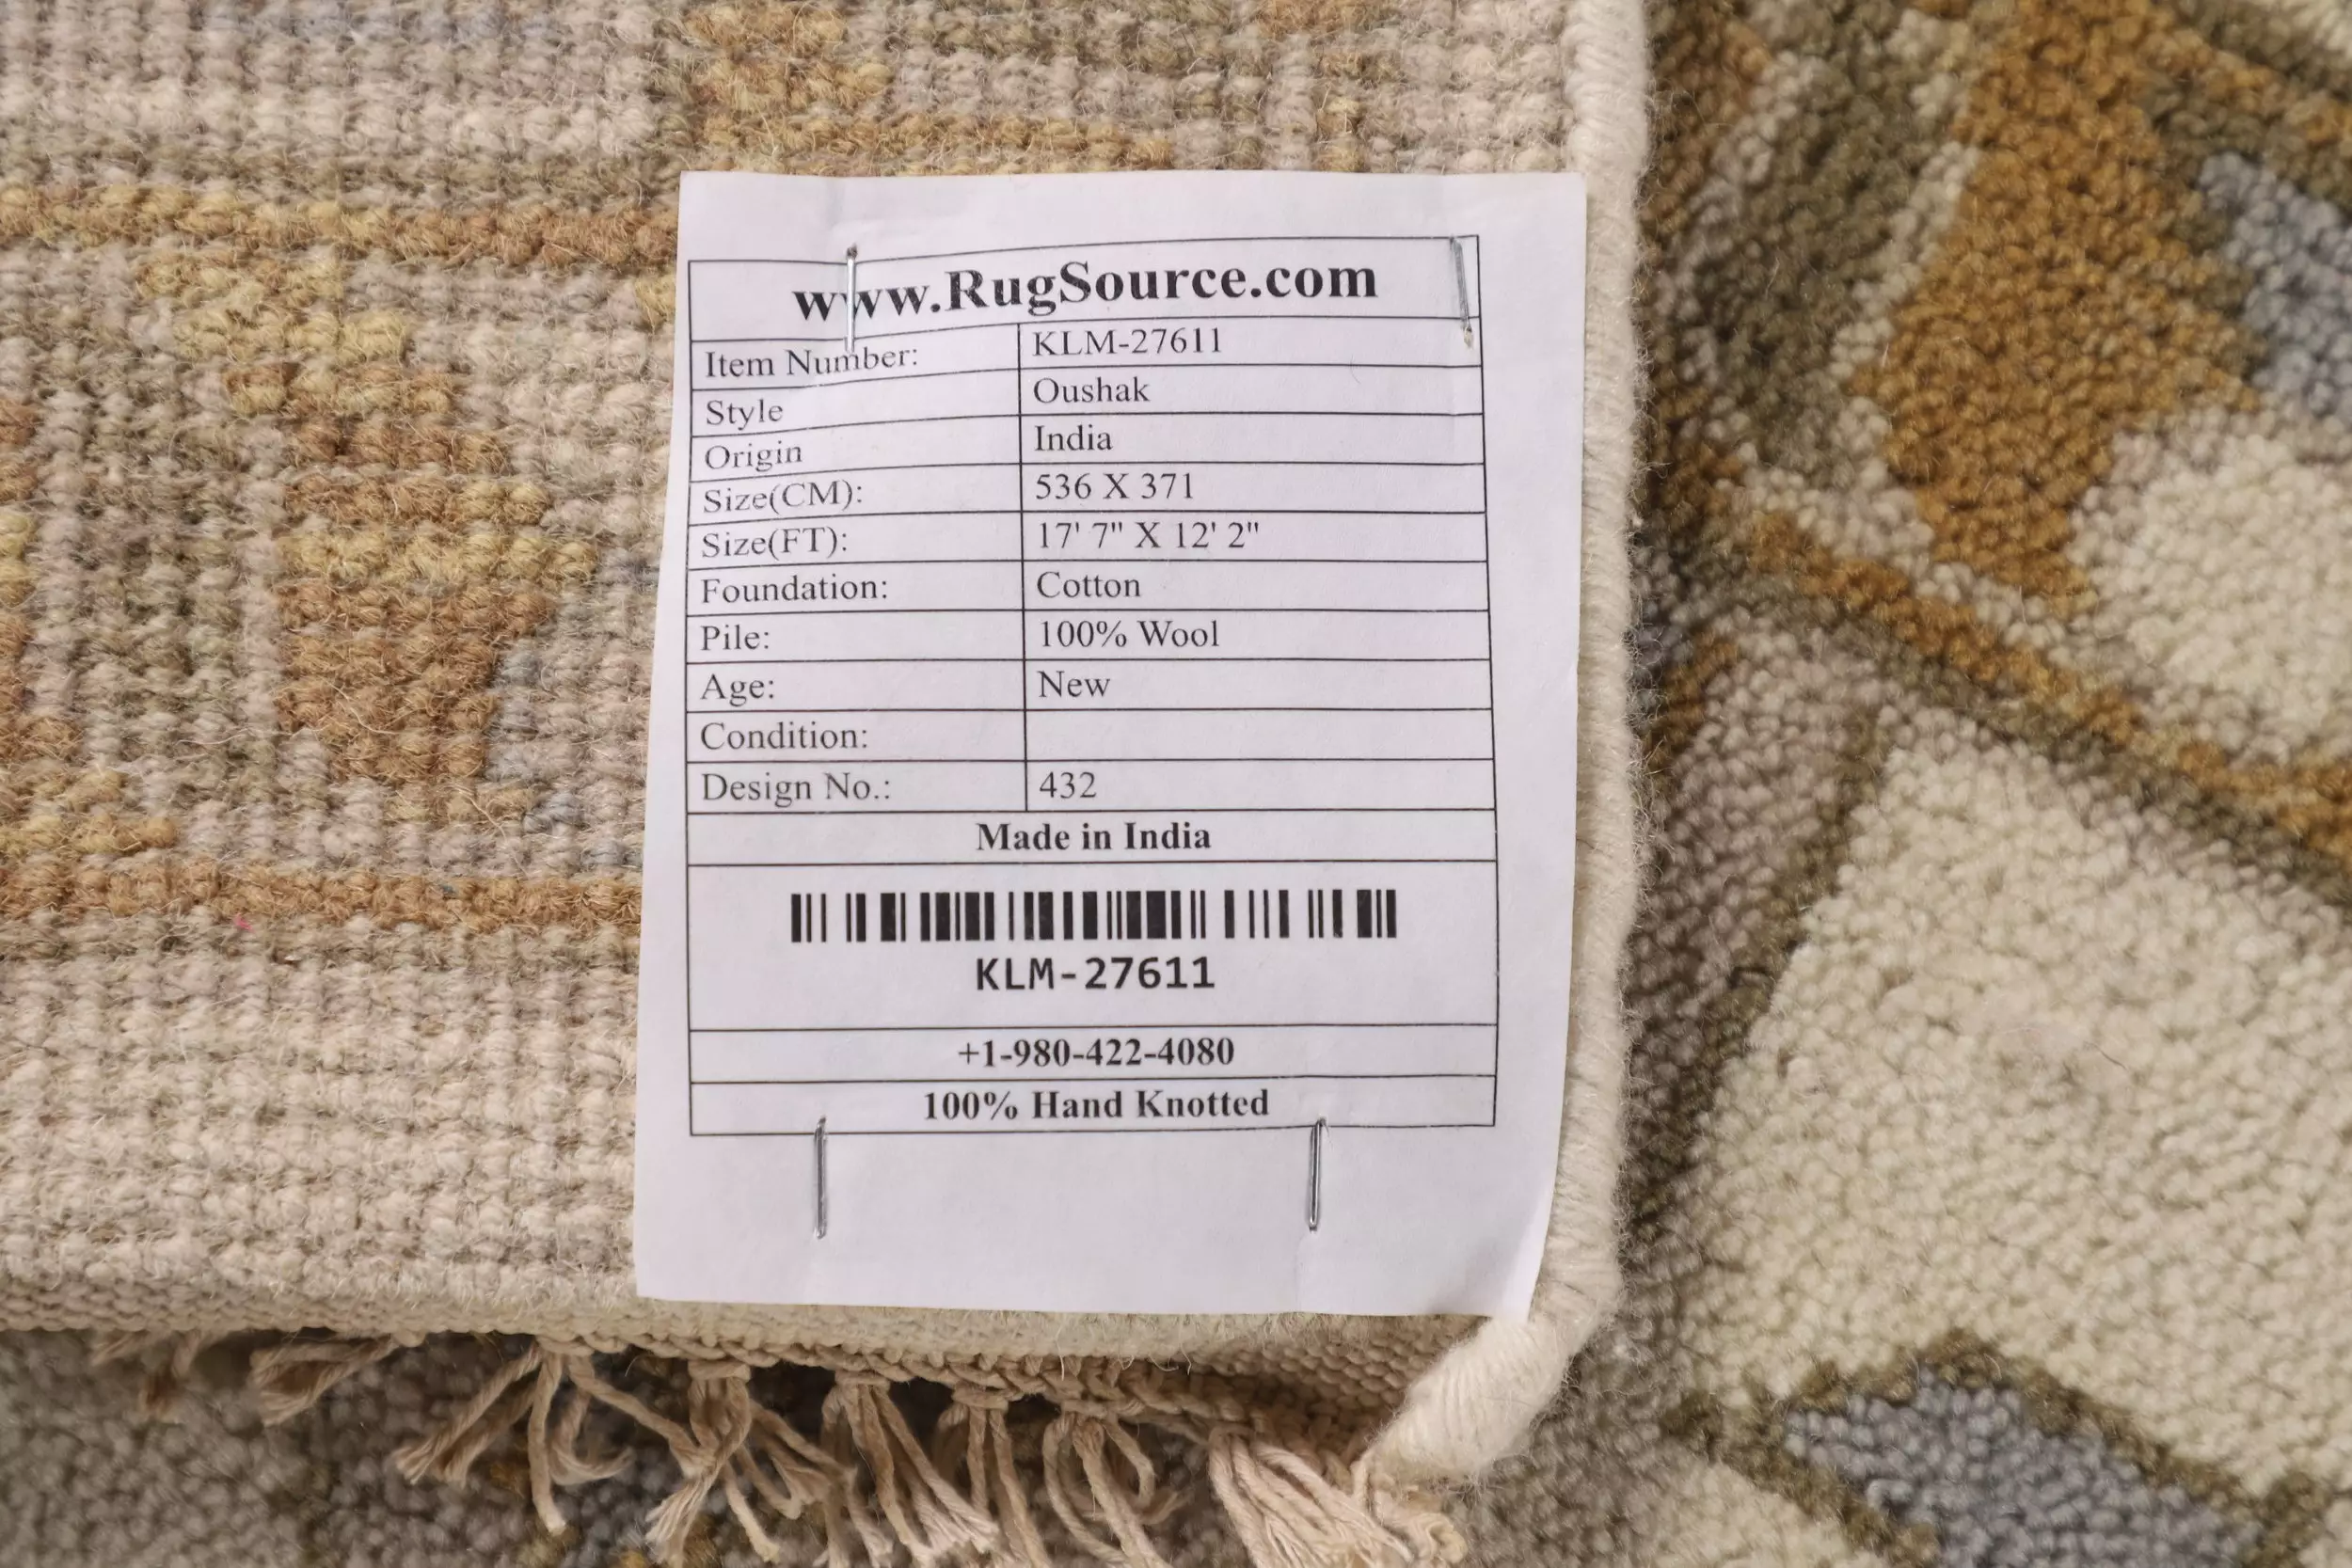 www.RugSource.com
Item Number: KLM-27611
Style Oushak
Origin India
Size(CM): 536 X 371
Size(FT): 17' 7" X 12' 2"
Foundation: Cotton
Pile: 100% Wool
Age: New
Condition:
Design No.: 432
Made in India
KLM-27611
+1-980-422-4080
100% Hand Knotted